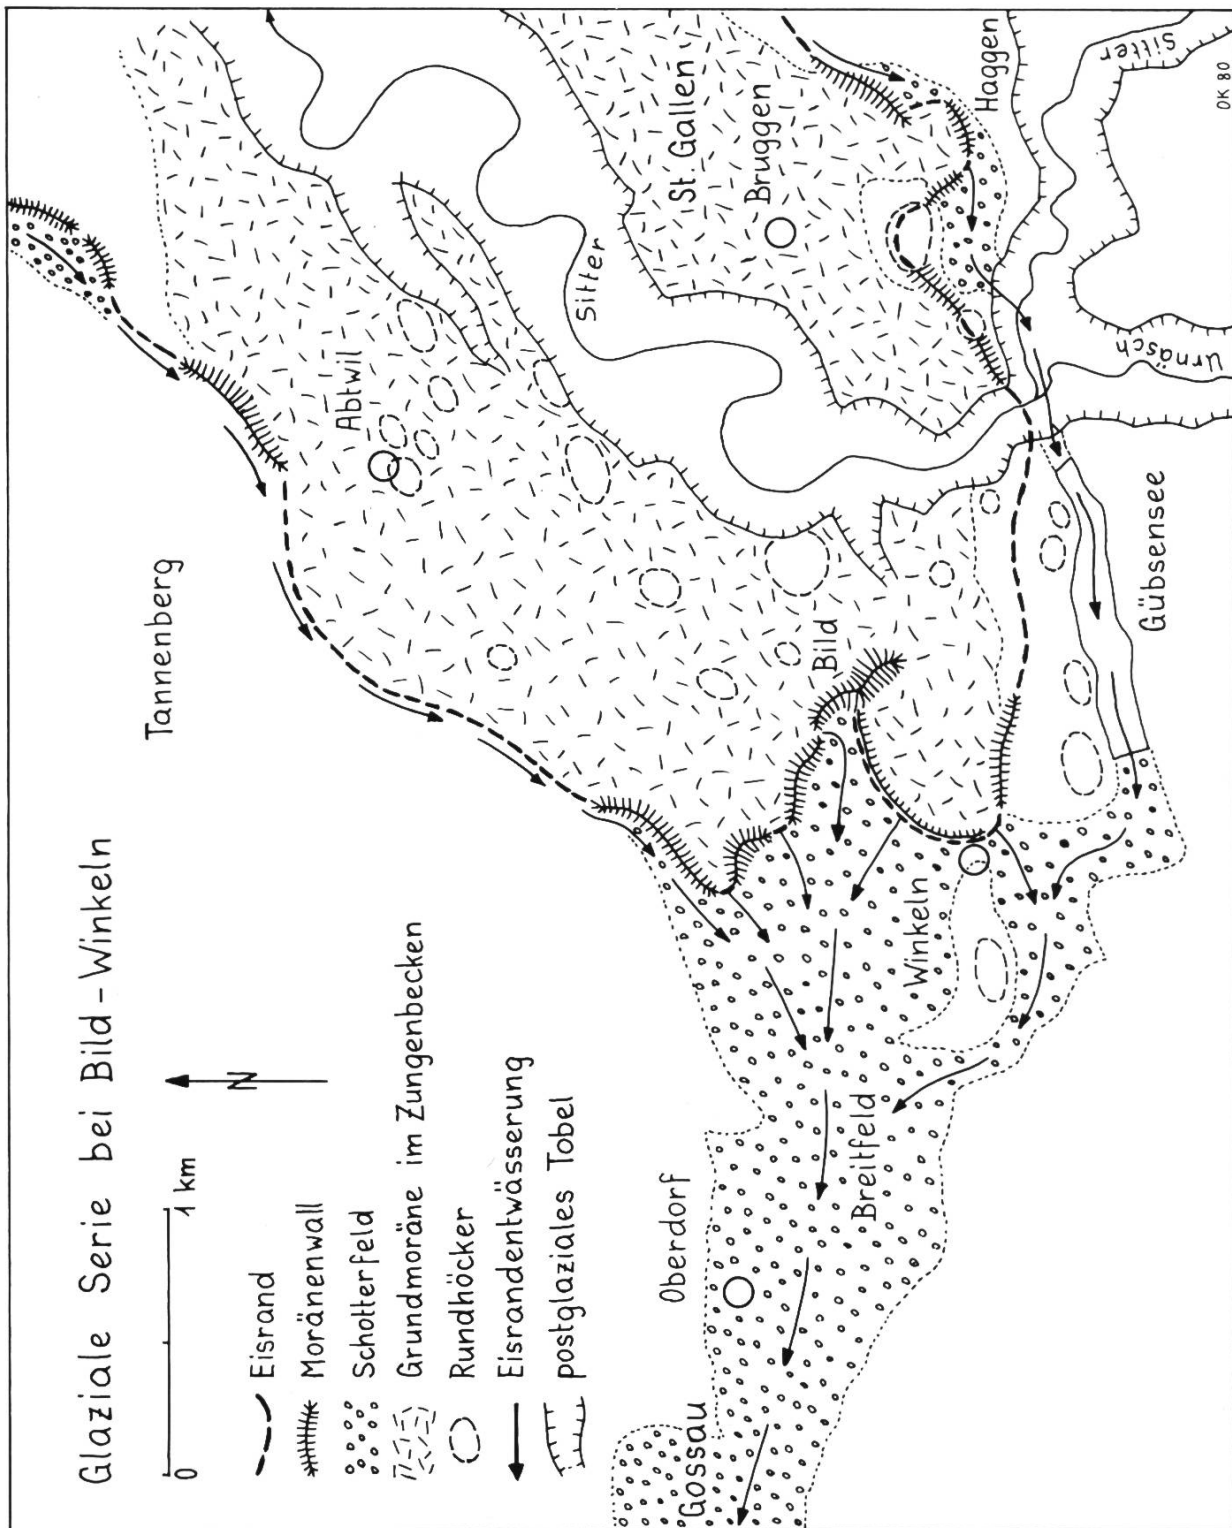 Glaziale Serie bei Bild-Winkeln
0 1 km
N
Eisrand
Moränenwall
Schotterfeld
Grundmoräne im Zungenbecken
Rundhöcker
Eisrandentwässerung
postglaziales Tobel
Tannenberg
Abtwil
Sitter
St. Gallen
Bruggen
Haggen
Sitter
Urnäsch
Gübsensee
Bild
Winkeln
Breitfeld
Oberdorf
Gossau
OK 80